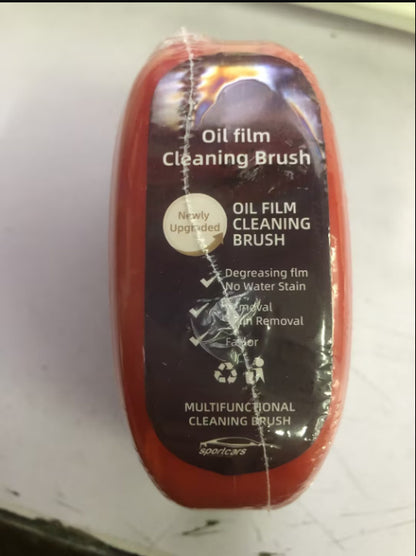 Oil film
Cleaning Brush
Newly
Upgraded
OIL FILM
CLEANING
BRUSH
Degreasing flm
No Water Stain
Removal
Removal
MULTIFUNCTIONAL
CLEANING BRUSH
sportcars